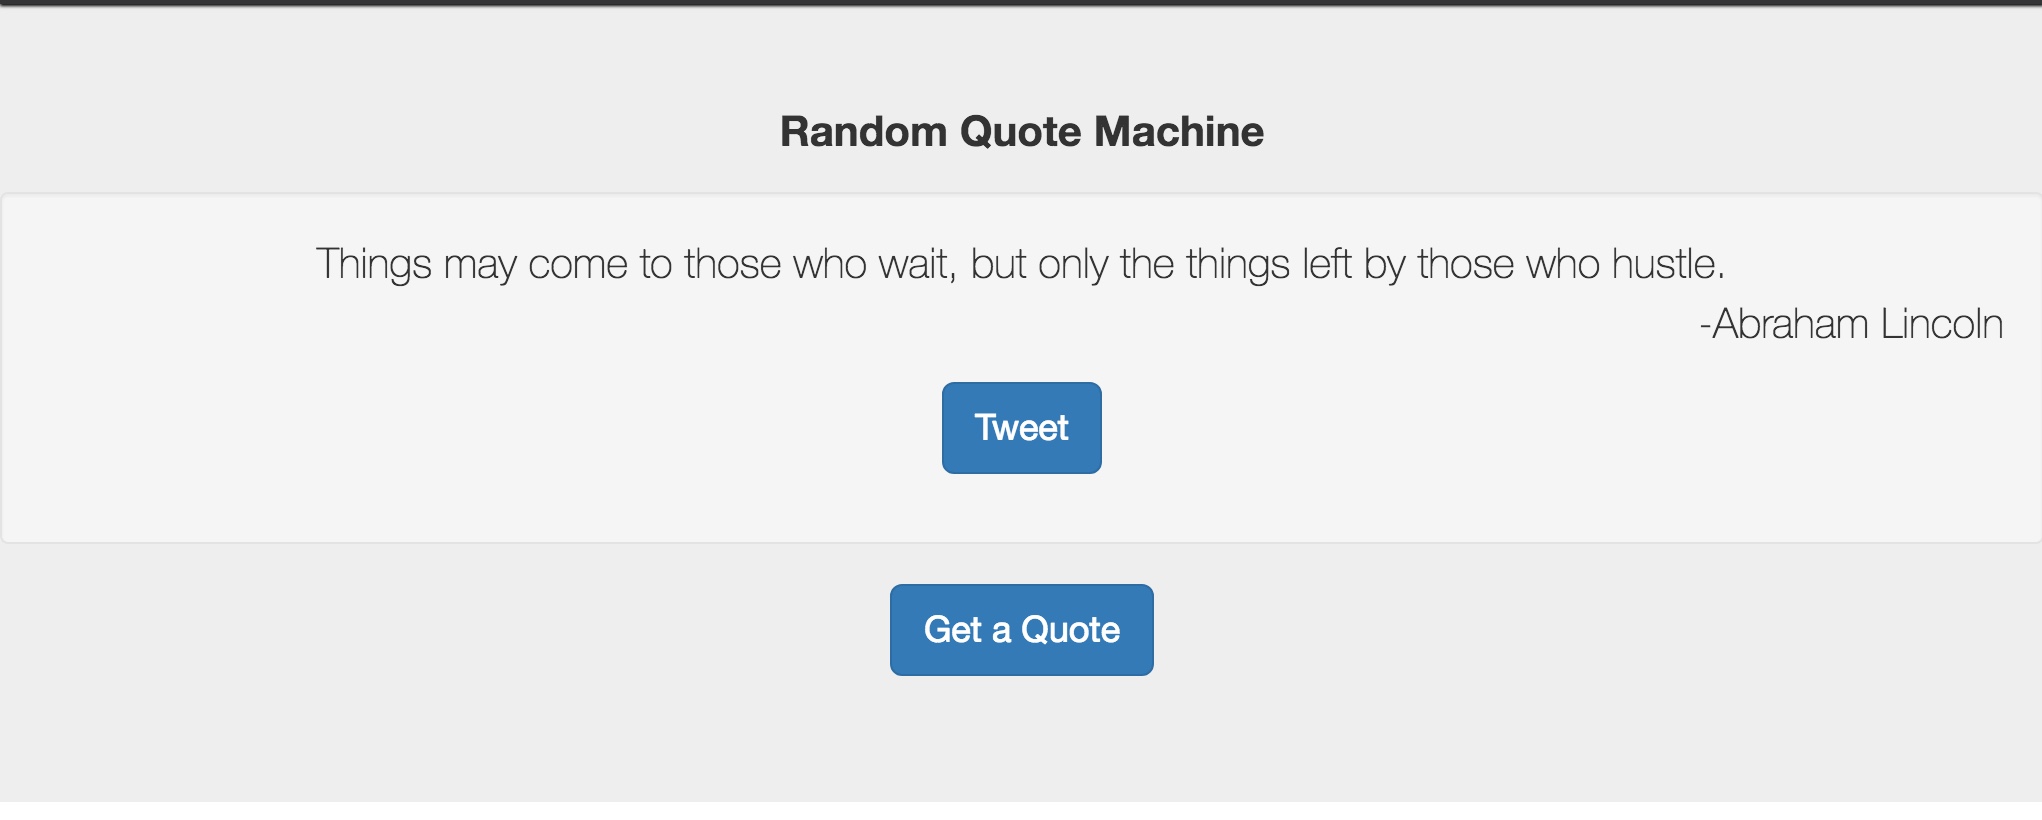 Random Quote Machine
Things may come to those who wait, but only the things left by those who hustle.
-Abraham Lincoln
Tweet
Get a Quote